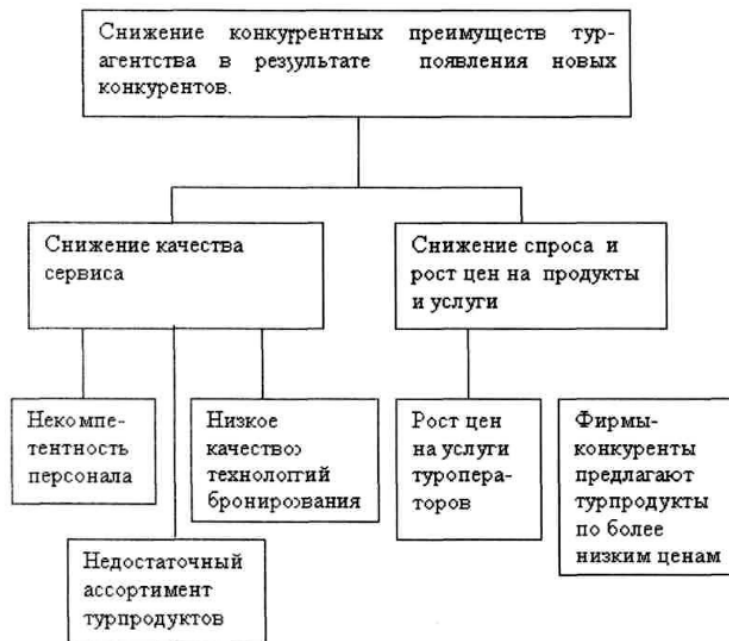 Снижение конкурентных преимуществ тур-
агентства в результате появления новых
конкурентов.
Снижение качества
сервиса
Снижение спроса и
рост цен на продукты
и услуги
Некомпе-
тентность
персонала
Низкое
качество
технологий
бронирования
Рост цен
на услуги
туропера-
торов
Фирмы-
конкуренты
предлагают
турпродукты
по более
низким ценам
Недостаточный
ассортимент
турпродуктов